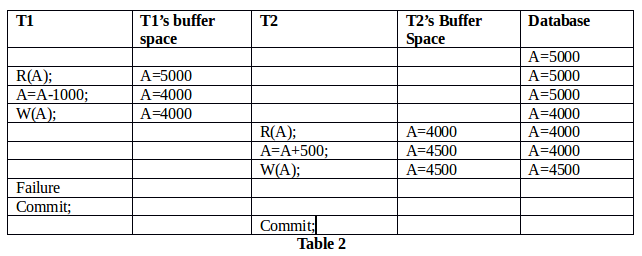 T1 T1’s buffer space T2 T2’s Buffer Space Database
A=5000
R(A); A=5000 A=5000
A=A-1000; A=4000 A=5000
W(A); A=4000 A=4000
R(A); A=4000 A=4000
A=A+500; A=4500 A=4000
W(A); A=4500 A=4500
Failure
Commit;
Commit;
Table 2